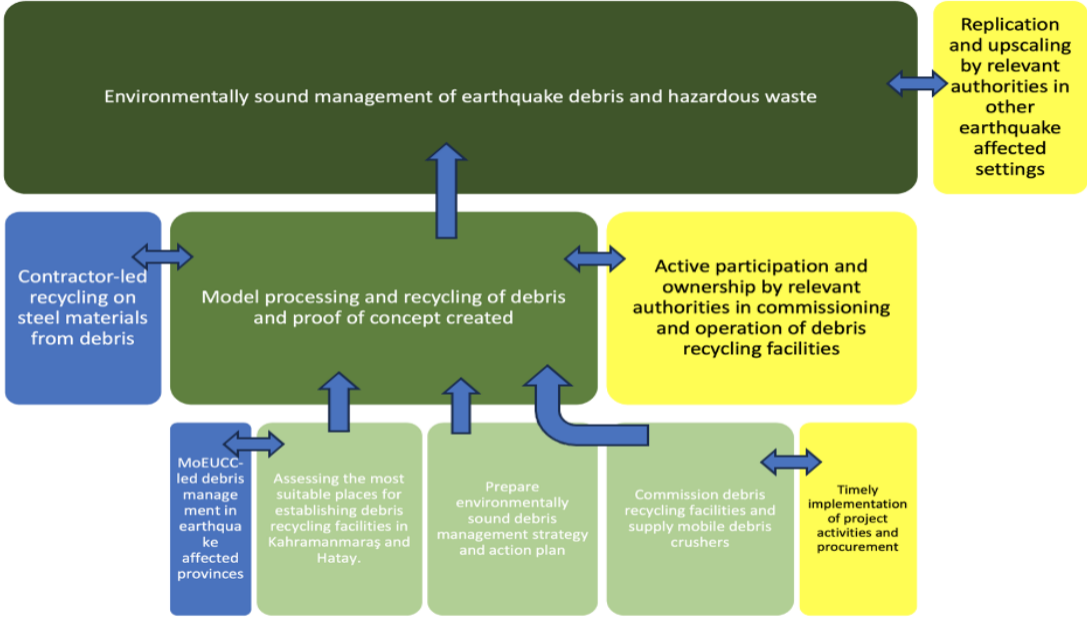 Environmentally sound management of earthquake debris and hazardous waste
Replication
and upscaling
by relevant
authorities in
other
earthquake
affected
settings
Contractor-led
recycling on
steel materials
from debris
Model processing and recycling of debris
and proof of concept created
Active participation and
ownership by relevant
authorities in commissioning
and operation of debris
recycling facilities
MoEUCC-
led debris
manage
ment in
earthqua
ke
affected
provinces
Assessing the most
suitable places for
establishing debris
recycling facilities in
Kahramanmaraş and
Hatay.
Prepare
environmentally
sound debris
management strategy
and action plan
Commission debris
recycling facilities and
supply mobile debris
crushers
Timely
implementation
of project
activities and
procurement